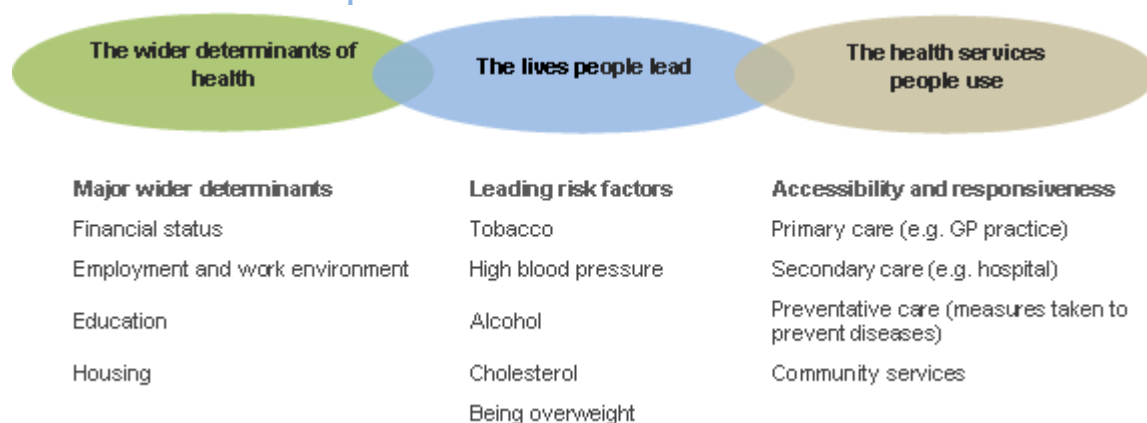 The wider determinants of
health
The lives people lead
The health services
people use
Major wider determinants
Financial status
Employment and work environment
Education
Housing
Leading risk factors
Tobacco
High blood pressure
Alcohol
Cholesterol
Being overweight
Accessibility and responsiveness
Primary care (e.g. GP practice)
Secondary care (e.g. hospital)
Preventative care (measures taken to
prevent diseases)
Community services